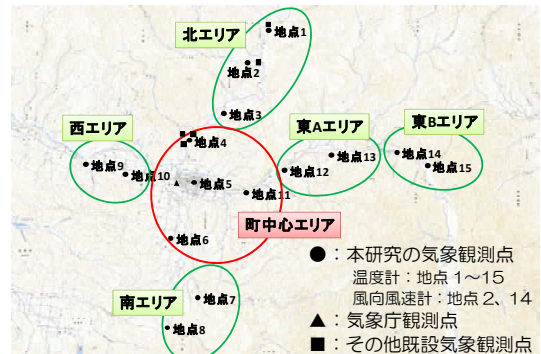 北エリア
地点1
地点2
地点3
西エリア
地点4
東Aエリア
東Bエリア
地点9
地点10
地点5
地点11
地点12
地点13
地点14
地点15
町中心エリア
地点6
南エリア
地点7
地点8
●：本研究の気象観測点
温度計：地点1～15
風向風速計：地点2、14
▲：気象庁観測点
■：その他既設気象観測点